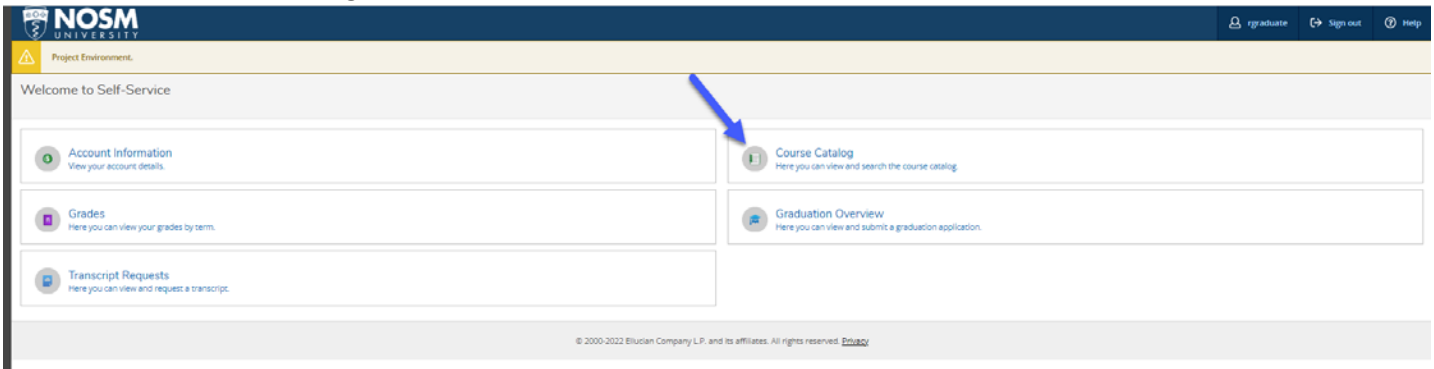 NOSM
UNIVERSITY
rgraduate
Sign out
Help
Project Environment.
Welcome to Self-Service
Account Information
View your account details.
Course Catalog
Here you can view and search the course catalog.
Grades
Here you can view your grades by term.
Graduation Overview
Here you can view and submit a graduation application.
Transcript Requests
Here you can view and request a transcript.
© 2000-2022 Ellucian Company L.P. and its affiliates. All rights reserved. Privacy